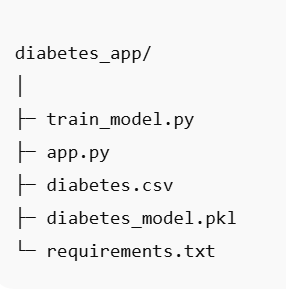 diabetes_app/
│
├─ train_model.py
├─ app.py
├─ diabetes.csv
├─ diabetes_model.pkl
└─ requirements.txt